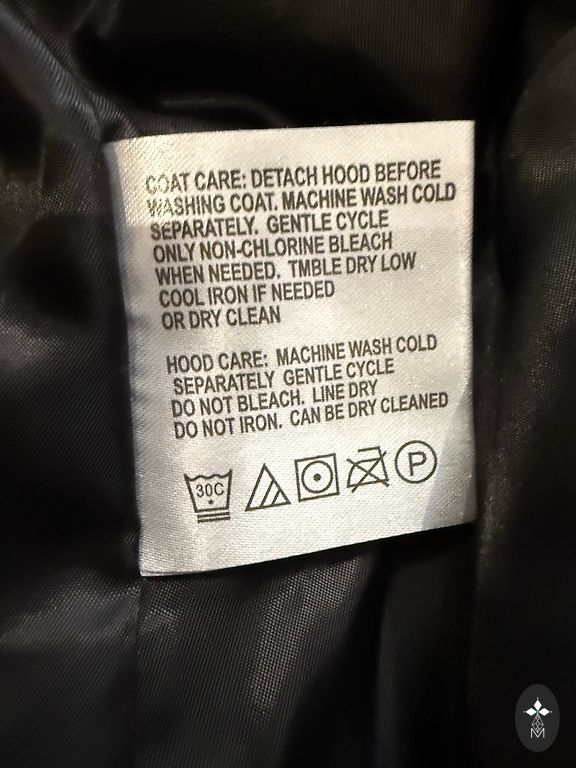 COAT CARE: DETACH HOOD BEFORE
WASHING COAT. MACHINE WASH COLD
SEPARATELY. GENTLE CYCLE
ONLY NON-CHLORINE BLEACH
WHEN NEEDED. TMBLE DRY LOW
COOL IRON IF NEEDED
OR DRY CLEAN
HOOD CARE: MACHINE WASH COLD
SEPARATELY GENTLE CYCLE
DO NOT BLEACH. LINE DRY
DO NOT IRON. CAN BE DRY CLEANED
30C
P
M